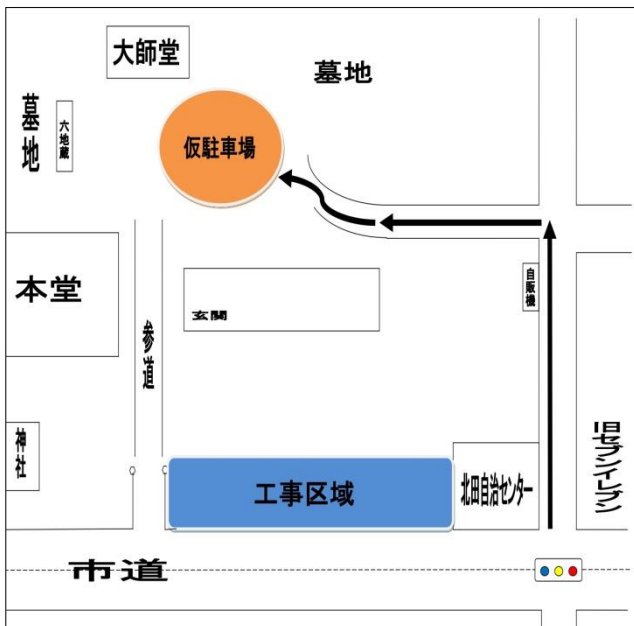 大師堂
墓地
墓地
六地蔵
仮駐車場
本堂
玄関
自販機
参道
神社
工事区域
北田自治センター
旧セブンイレブン
市道